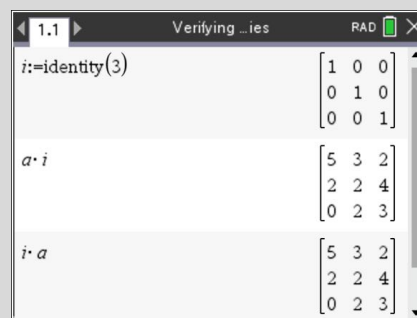 1.1 Verifying ...ies RAD
i:=identity(3)
[1 0 0]
[0 1 0]
[0 0 1]
a·i
[5 3 2]
[2 2 4]
[0 2 3]
i·a
[5 3 2]
[2 2 4]
[0 2 3]